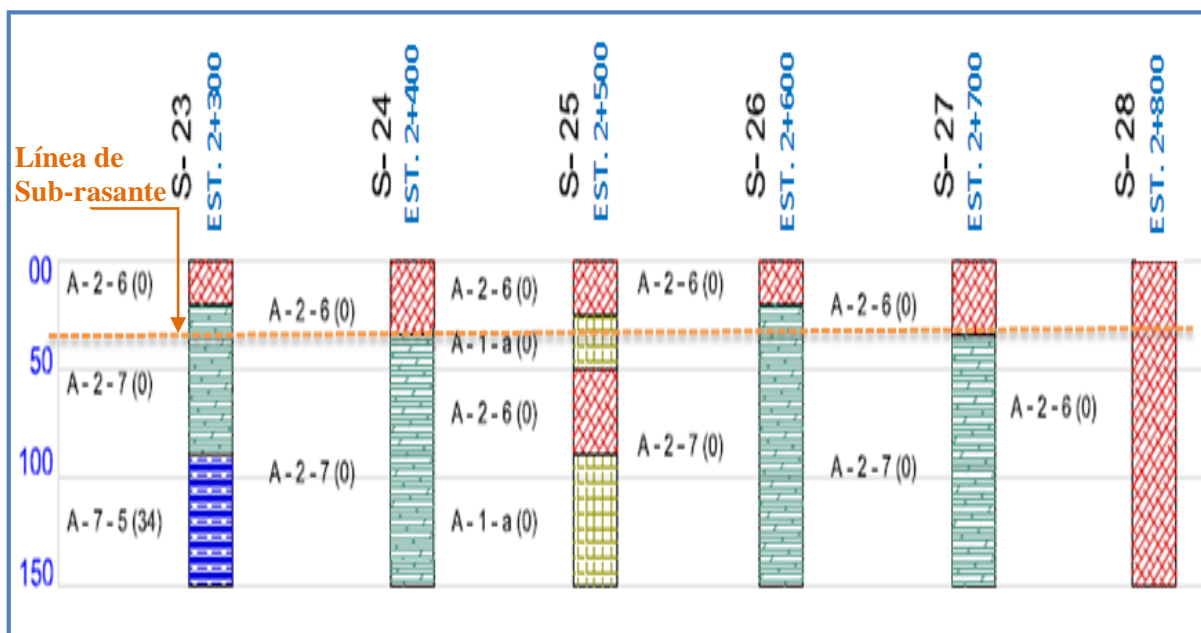 S- 23
EST. 2+300
S- 24
EST. 2+400
S- 25
EST. 2+500
S- 26
EST. 2+600
S- 27
EST. 2+700
S- 28
EST. 2+800
Línea de
Sub-rasante
00
50
100
150
A - 2 - 6 (0)
A - 2 - 7 (0)
A - 7 - 5 (34)
A - 2 - 6 (0)
A - 2 - 7 (0)
A - 2 - 6 (0)
A - 1 - a (0)
A - 2 - 6 (0)
A - 1 - a (0)
A - 2 - 6 (0)
A - 2 - 7 (0)
A - 2 - 6 (0)
A - 2 - 7 (0)
A - 2 - 6 (0)